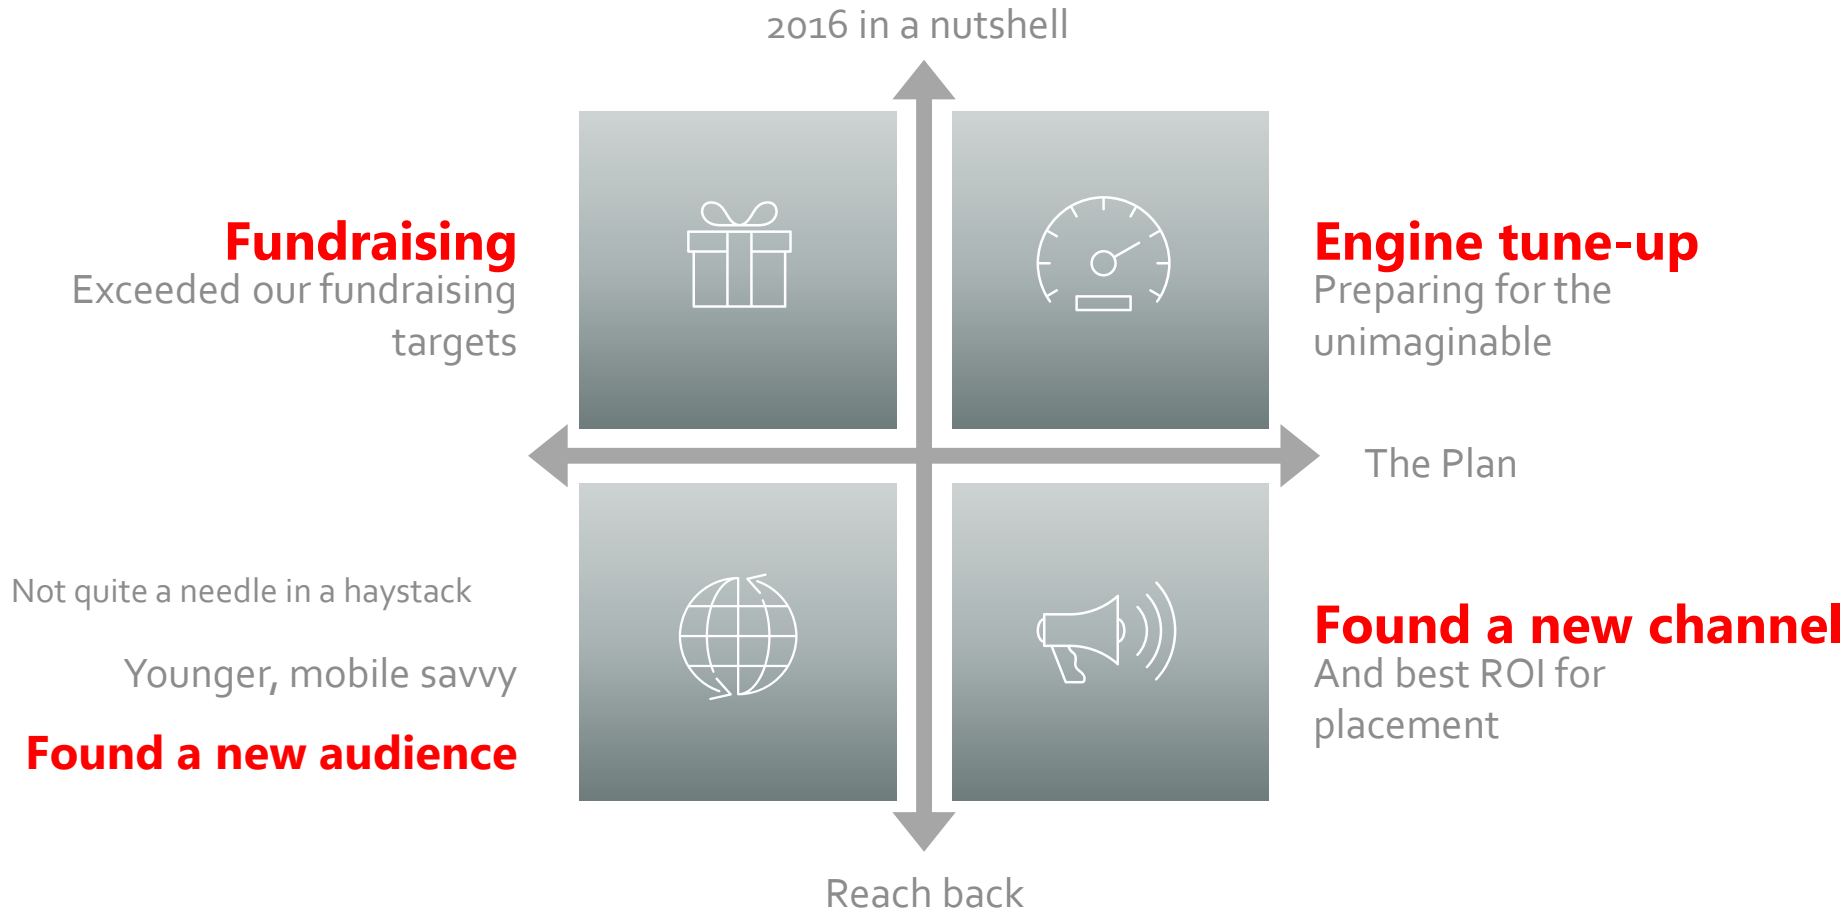 2016 in a nutshell
Fundraising
Exceeded our fundraising
targets
Engine tune-up
Preparing for the
unimaginable
The Plan
Not quite a needle in a haystack
Younger, mobile savvy
Found a new audience
Found a new channel
And best ROI for
placement
Reach back